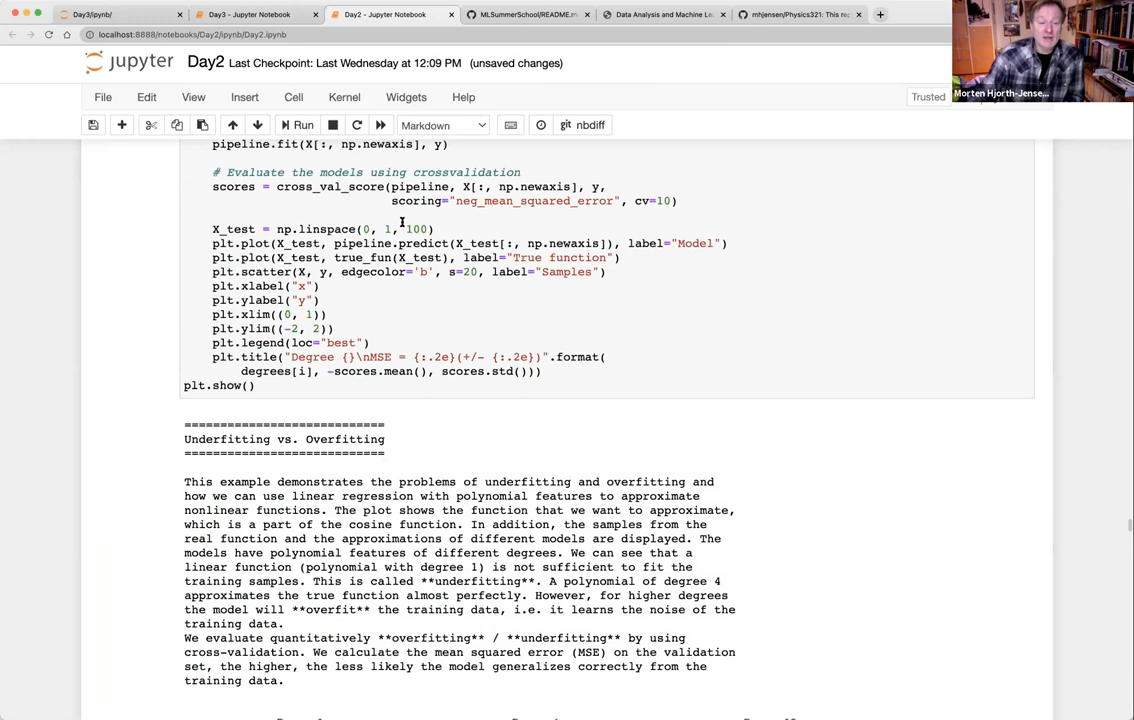 Day3/ipynb/
Day3 - Jupyter Notebook
Day2 - Jupyter Notebook
MLSummerSchool/README.m
Data Analysis and Machine Le
mhjensen/Physics321: This rep
localhost:8888/notebooks/Day2/ipynb/Day2.ipynb
jupyter Day2 Last Checkpoint: Last Wednesday at 12:09 PM (unsaved changes)
Morten Hjorth-Jense...
File Edit View Insert Cell Kernel Widgets Help
Trusted
Run Markdown git nbdiff
pipeline.fit(X[:, np.newaxis], y)
# Evaluate the models using crossvalidation
scores = cross_val_score(pipeline, X[:, np.newaxis], y,
scoring="neg_mean_squared_error", cv=10)
X_test = np.linspace(0, 1, 100)
plt.plot(X_test, pipeline.predict(X_test[:, np.newaxis]), label="Model")
plt.plot(X_test, true_fun(X_test), label="True function")
plt.scatter(X, y, edgecolor='b', s=20, label="Samples")
plt.xlabel("x")
plt.ylabel("y")
plt.xlim((0, 1))
plt.ylim((-2, 2))
plt.legend(loc="best")
plt.title("Degree {}\nMSE = {:.2e}(+/- {:.2e})".format(
degrees[i], -scores.mean(), scores.std()))
plt.show()
============================
Underfitting vs. Overfitting
============================
This example demonstrates the problems of underfitting and overfitting and
how we can use linear regression with polynomial features to approximate
nonlinear functions. The plot shows the function that we want to approximate,
which is a part of the cosine function. In addition, the samples from the
real function and the approximations of different models are displayed. The
models have polynomial features of different degrees. We can see that a
linear function (polynomial with degree 1) is not sufficient to fit the
training samples. This is called **underfitting**. A polynomial of degree 4
approximates the true function almost perfectly. However, for higher degrees
the model will **overfit** the training data, i.e. it learns the noise of the
training data.
We evaluate quantitatively **overfitting** / **underfitting** by using
cross-validation. We calculate the mean squared error (MSE) on the validation
set, the higher, the less likely the model generalizes correctly from the
training data.